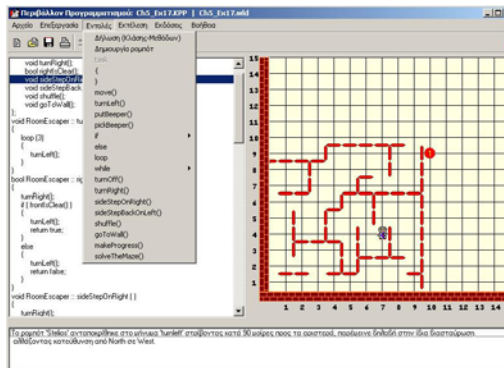 Περιβάλλον Προγραμματισμού: Ch5_Ex17.KPP | Ch5_Ex17.wld
Αρχείο Επεξεργασία Εντολές Εκτέλεση Εκδόσεις Βοήθεια
Δήλωση (Κλάσης-Μεθόδων)
Δημιουργία ρομπότ
task
{
}
move()
turnLeft()
putBeeper()
pickBeeper()
if
else
loop
while
turnOff()
turnRight()
sideStepOnRight()
sideStepBackOnLeft()
shuffle()
goToWall()
makeProgress()
solveTheMaze()
void turnRight();
bool rightIsClear();
void sideStepOnRi
void sideStepBack
void shuffle();
void goToWall();
};
void RoomEscaper :: tu
{
loop (3)
{
turnLeft();
}
}
bool RoomEscaper :: rig
{
turnRight();
if ( frontIsClear() )
{
turnLeft();
return true;
}
else
{
turnLeft();
return false;
}
}
void RoomEscaper :: sideStepOnRight ( )
{
turnRight();
15
14
13
12
11
10
9
8
7
6
5
4
3
2
1
1 2 3 4 5 6 7 8 9 10 11 12 13 14
Το ρομπότ 'Stelios' ανταποκρίθηκε στο μήνυμα 'turnleft' στρίβοντας κατά 90 μοίρες προς τα αριστερά, παρέμεινε δηλαδή στην ίδια διασταύρωση
αλλάζοντας κατεύθυνση από North σε West.